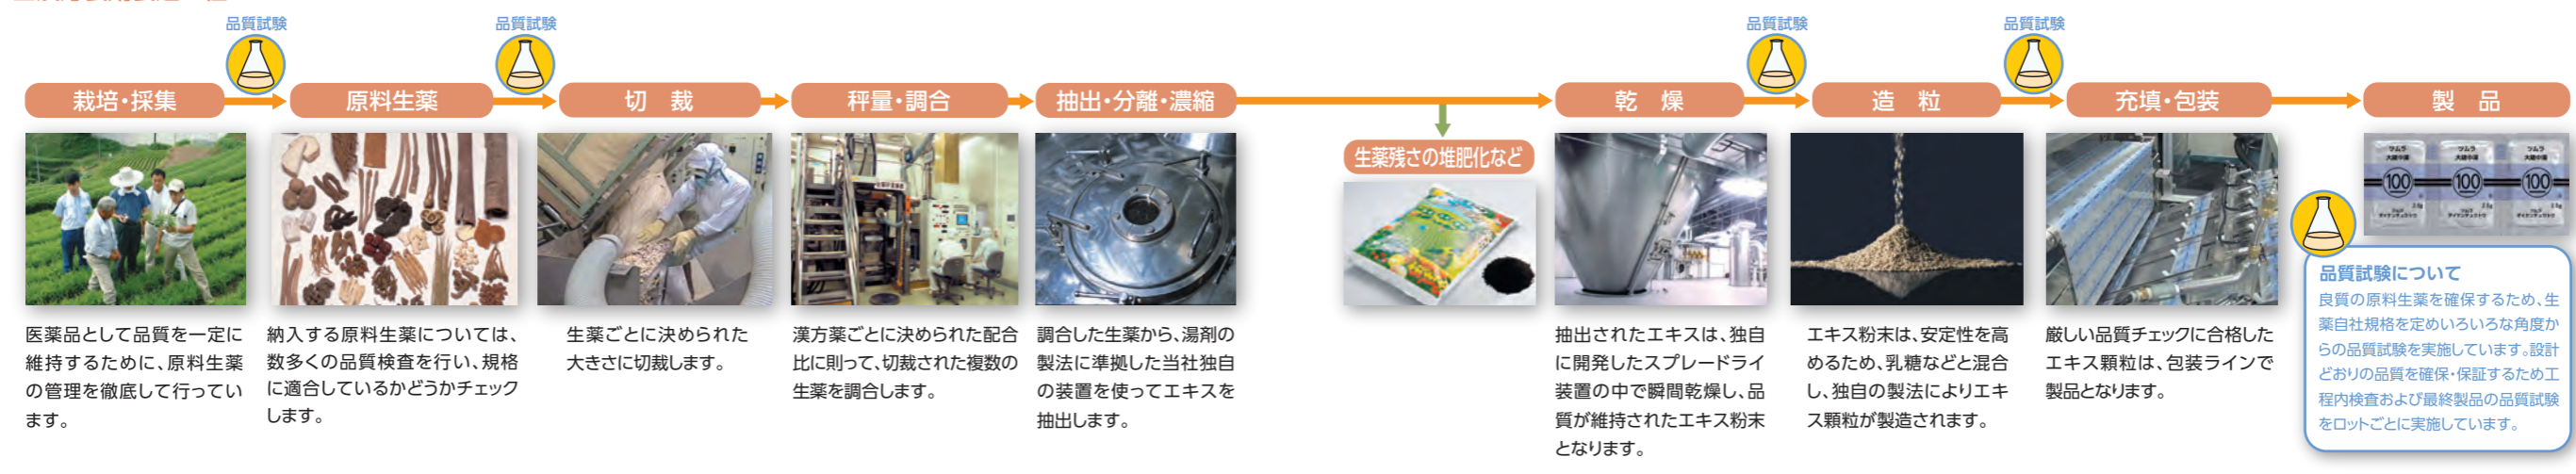 品質試験
品質試験
品質試験
品質試験
栽培・採集
原料生薬
切 裁
秤量・調合
抽出・分離・濃縮
乾 燥
造 粒
充填・包装
製 品
生薬残さの堆肥化など
医薬品として品質を一定に
維持するために、原料生薬
の管理を徹底して行ってい
ます。
納入する原料生薬については、
数多くの品質検査を行い、規格
に適合しているかどうかチェック
します。
生薬ごとに決められた
大きさに切裁します。
漢方薬ごとに決められた配合
比に則って、切裁された複数の
生薬を調合します。
調合した生薬から、湯剤の
製法に準拠した当社独自
の装置を使ってエキスを
抽出します。
抽出されたエキスは、独自
に開発したスプレードライ
装置の中で瞬間乾燥し、品
質が維持されたエキス粉末
となります。
エキス粉末は、安定性を高
めるため、乳糖などと混合
し、独自の製法によりエキ
ス顆粒が製造されます。
厳しい品質チェックに合格した
エキス顆粒は、包装ラインで
製品となります。
ツムラ ツムラ ツムラ
大建中湯 大建中湯 大建中湯
100 100 100
品質試験について
良質の原料生薬を確保するため、生
薬自社規格を定めいろいろな角度か
らの品質試験を実施しています。設計
どおりの品質を確保・保証するため工
程内検査および最終製品の品質試験
をロットごとに実施しています。